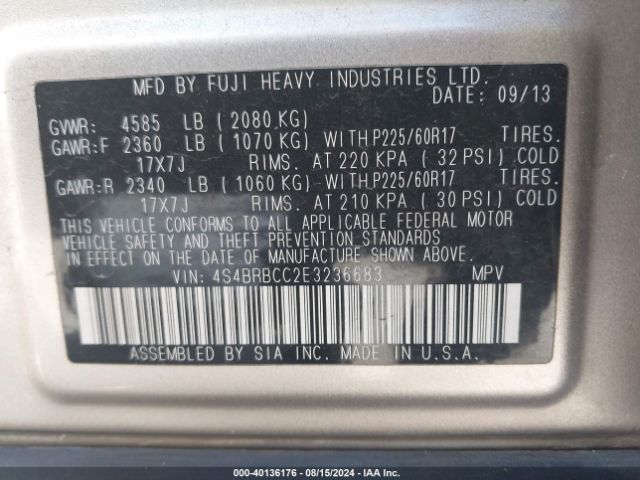 MFD BY FUJI HEAVY INDUSTRIES LTD.
DATE: 09/13
GVWR: 4585 LB ( 2080 KG)
GAWR:F 2360 LB ( 1070 KG) WITH P225/60R17 TIRES.
17X7J RIMS. AT 220 KPA ( 32 PSI) COLD
GAWR:R 2340 LB ( 1060 KG) WITH P225/60R17 TIRES.
17X7J RIMS. AT 210 KPA ( 30 PSI) COLD
THIS VEHICLE CONFORMS TO ALL APPLICABLE FEDERAL MOTOR
VEHICLE SAFETY AND THEFT PREVENTION STANDARDS
IN EFFECT ON THE DATE OF MANUFACTURE SHOWN ABOVE.
VIN: 4S4BRBCC2E3236683 MPV
ASSEMBLED BY SIA INC. MADE IN U.S.A.
000-40136176 - 08/15/2024 - IAA Inc.